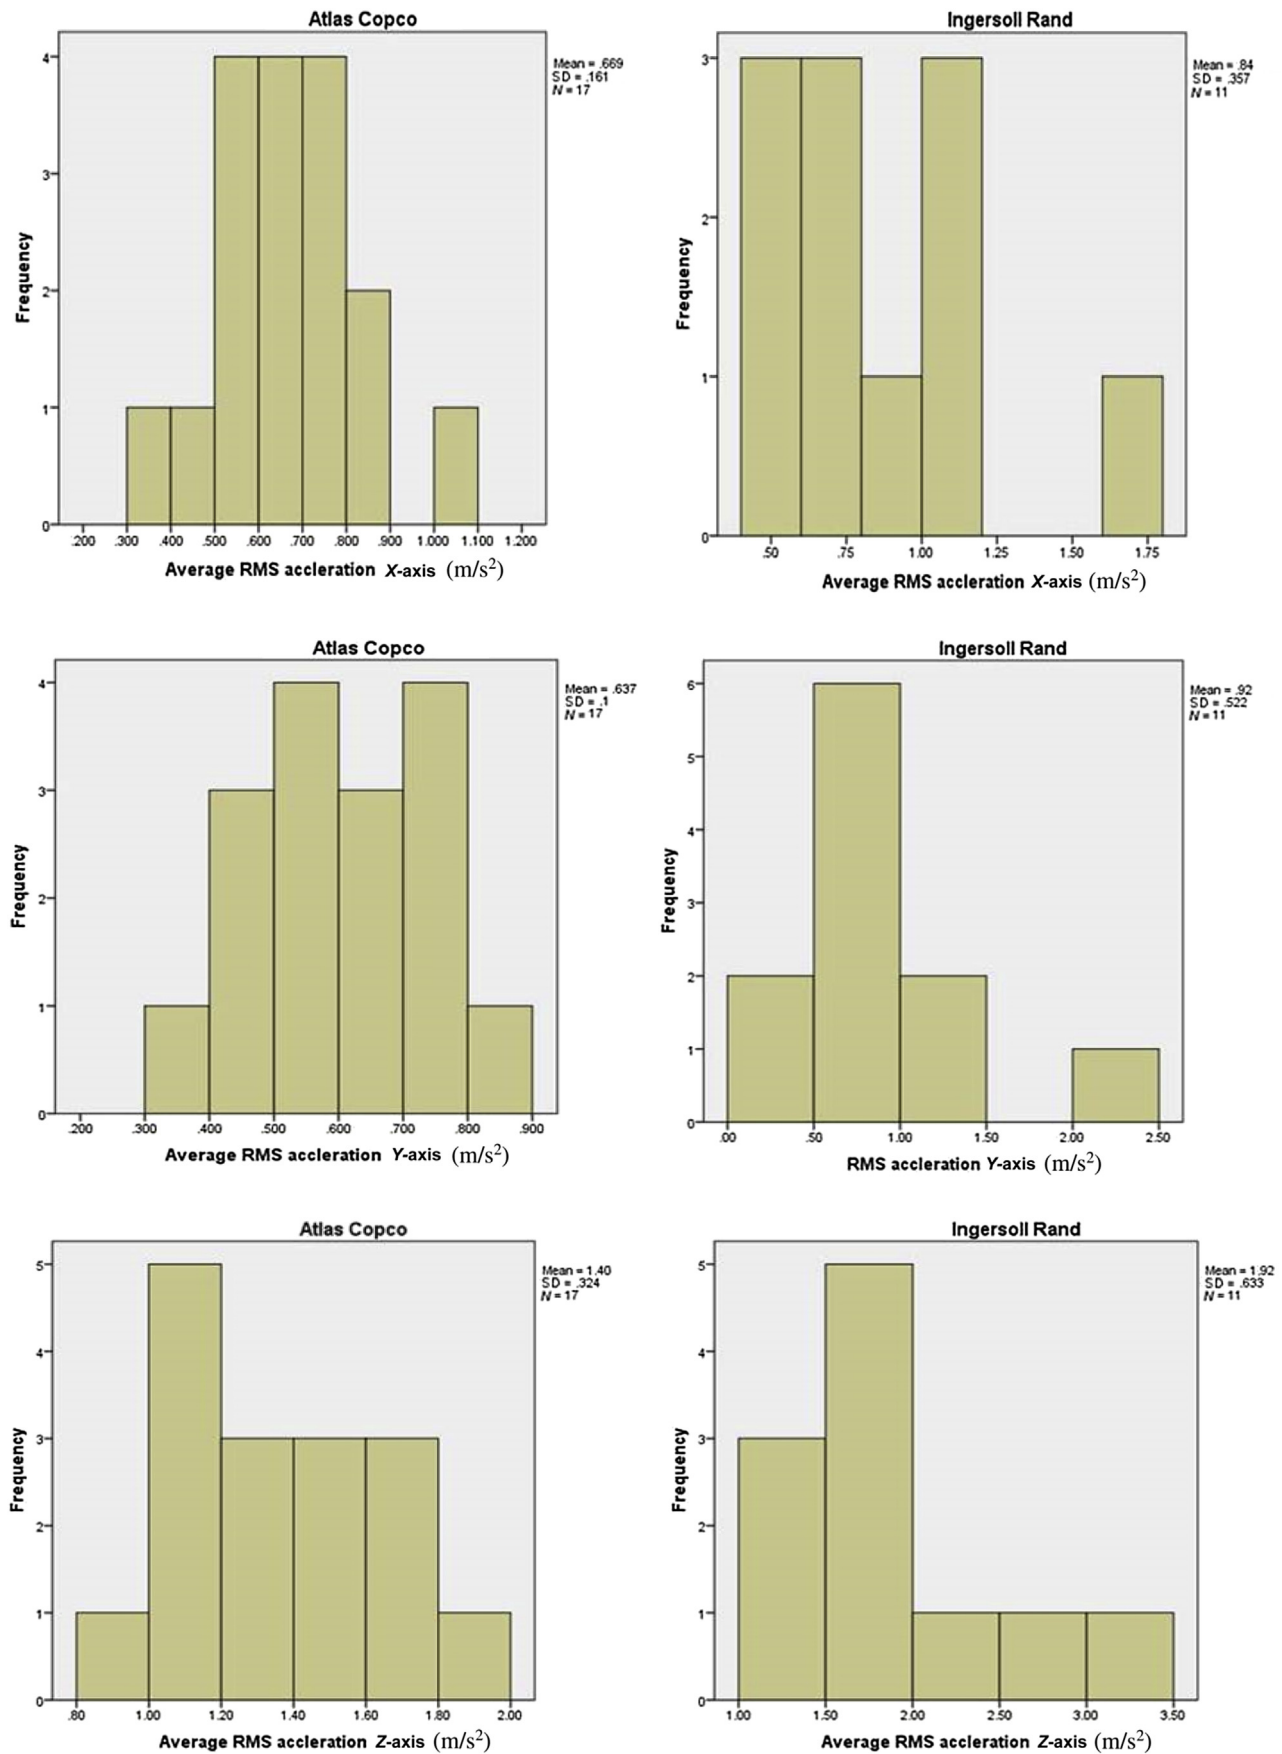 Atlas Copco
Mean = .669
SD = .161
N = 17
Frequency
4
3
2
1
0
.200 .300 .400 .500 .600 .700 .800 .900 1.000 1.100 1.200
Average RMS accleration X-axis (m/s²)
Ingersoll Rand
Mean = .84
SD = .357
N = 11
Frequency
3
2
1
0
.50 .75 1.00 1.25 1.50 1.75
Average RMS accleration X-axis (m/s²)
Atlas Copco
Mean = .637
SD = .1
N = 17
Frequency
4
3
2
1
0
.200 .300 .400 .500 .600 .700 .800 .900
Average RMS accleration Y-axis (m/s²)
Ingersoll Rand
Mean = .92
SD = .522
N = 11
Frequency
6
5
4
3
2
1
0
.00 .50 1.00 1.50 2.00 2.50
RMS accleration Y-axis (m/s²)
Atlas Copco
Mean = 1.40
SD = .324
N = 17
Frequency
5
4
3
2
1
0
.80 1.00 1.20 1.40 1.60 1.80 2.00
Average RMS accleration Z-axis (m/s²)
Ingersoll Rand
Mean = 1.92
SD = .633
N = 11
Frequency
5
4
3
2
1
0
1.00 1.50 2.00 2.50 3.00 3.50
Average RMS accleration Z-axis (m/s²)